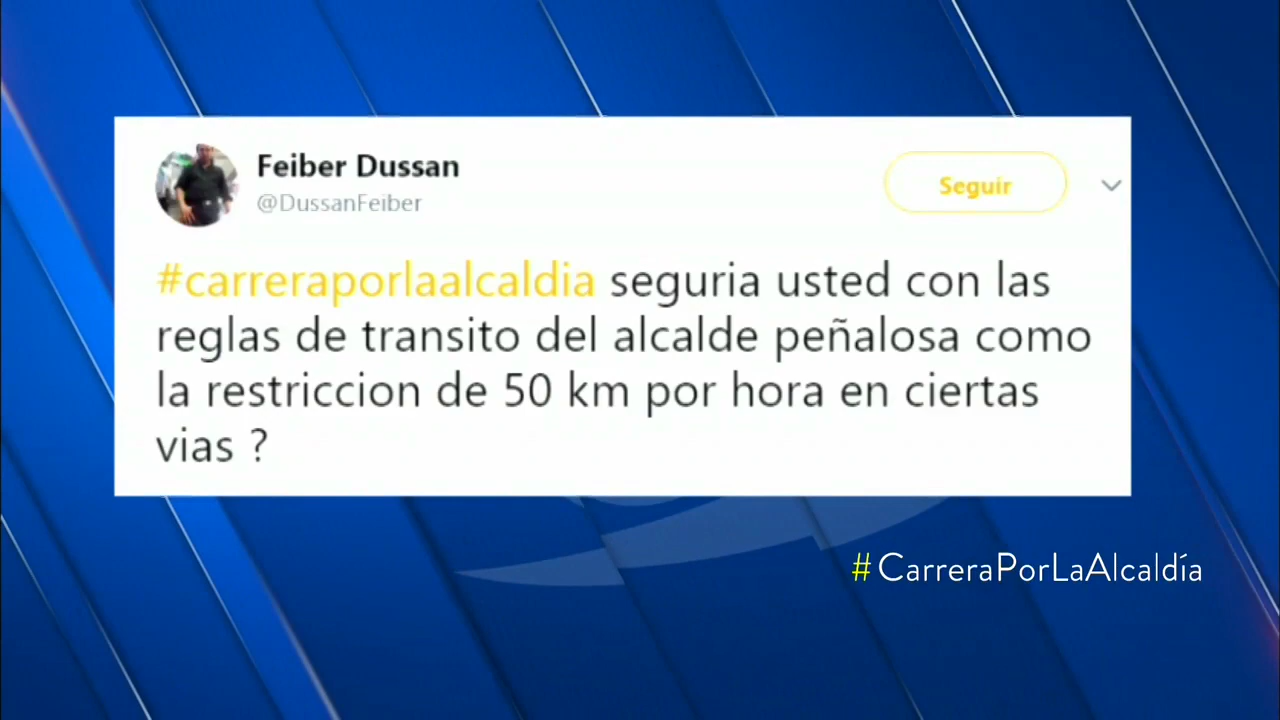 Feiber Dussan
@DussanFeiber
Seguir
#carreraporlaalcaldia seguria usted con las
reglas de transito del alcalde peñalosa como
la restriccion de 50 km por hora en ciertas
vias ?
#CarreraPorLaAlcaldía